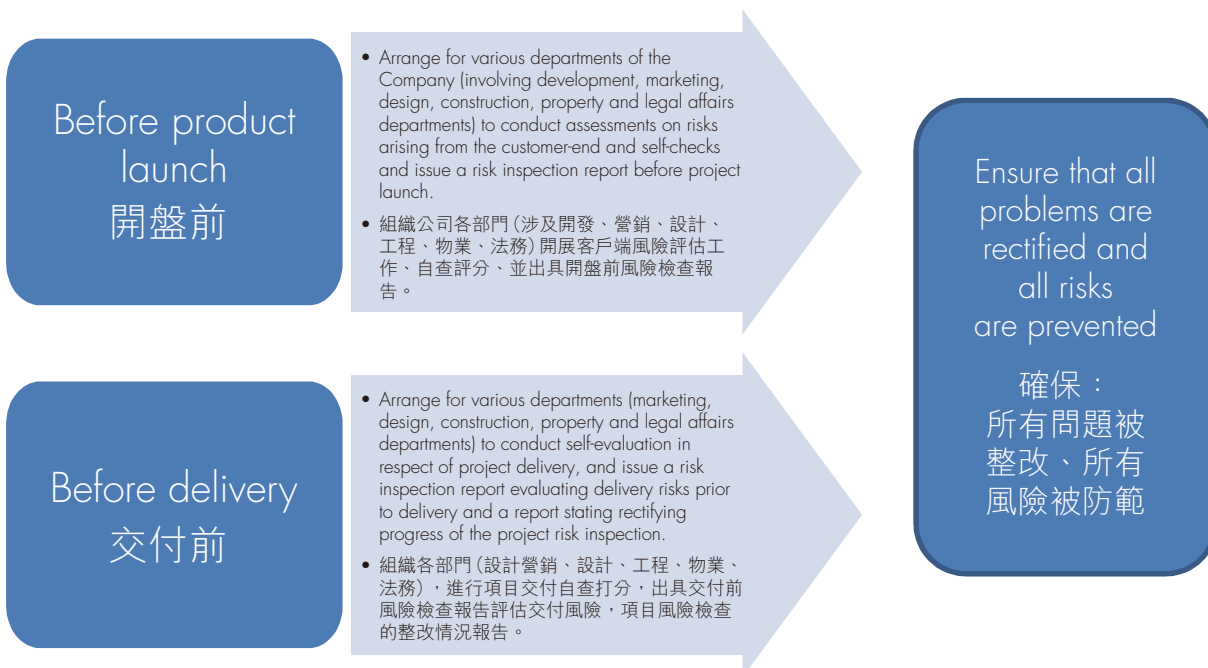 Before product
launch
開盤前
• Arrange for various departments of the
Company (involving development, marketing,
design, construction, property and legal affairs
departments) to conduct assessments on risks
arising from the customer-end and self-checks
and issue a risk inspection report before project
launch.
• 組織公司各部門（涉及開發、營銷、設計、
工程、物業、法務）開展客戶端風險評估工
作、自查評分、並出具開盤前風險檢查報
告。
Before delivery
交付前
• Arrange for various departments (marketing,
design, construction, property and legal affairs
departments) to conduct self-evaluation in
respect of project delivery, and issue a risk
inspection report evaluating delivery risks prior
to delivery and a report stating rectifying
progress of the project risk inspection.
• 組織各部門（設計營銷、設計、工程、物業、
法務），進行項目交付自查打分，出具交付前
風險檢查報告評估交付風險，項目風險檢查
的整改情況報告。
Ensure that all
problems are
rectified and
all risks
are prevented
確保：
所有問題被
整改、所有
風險被防範